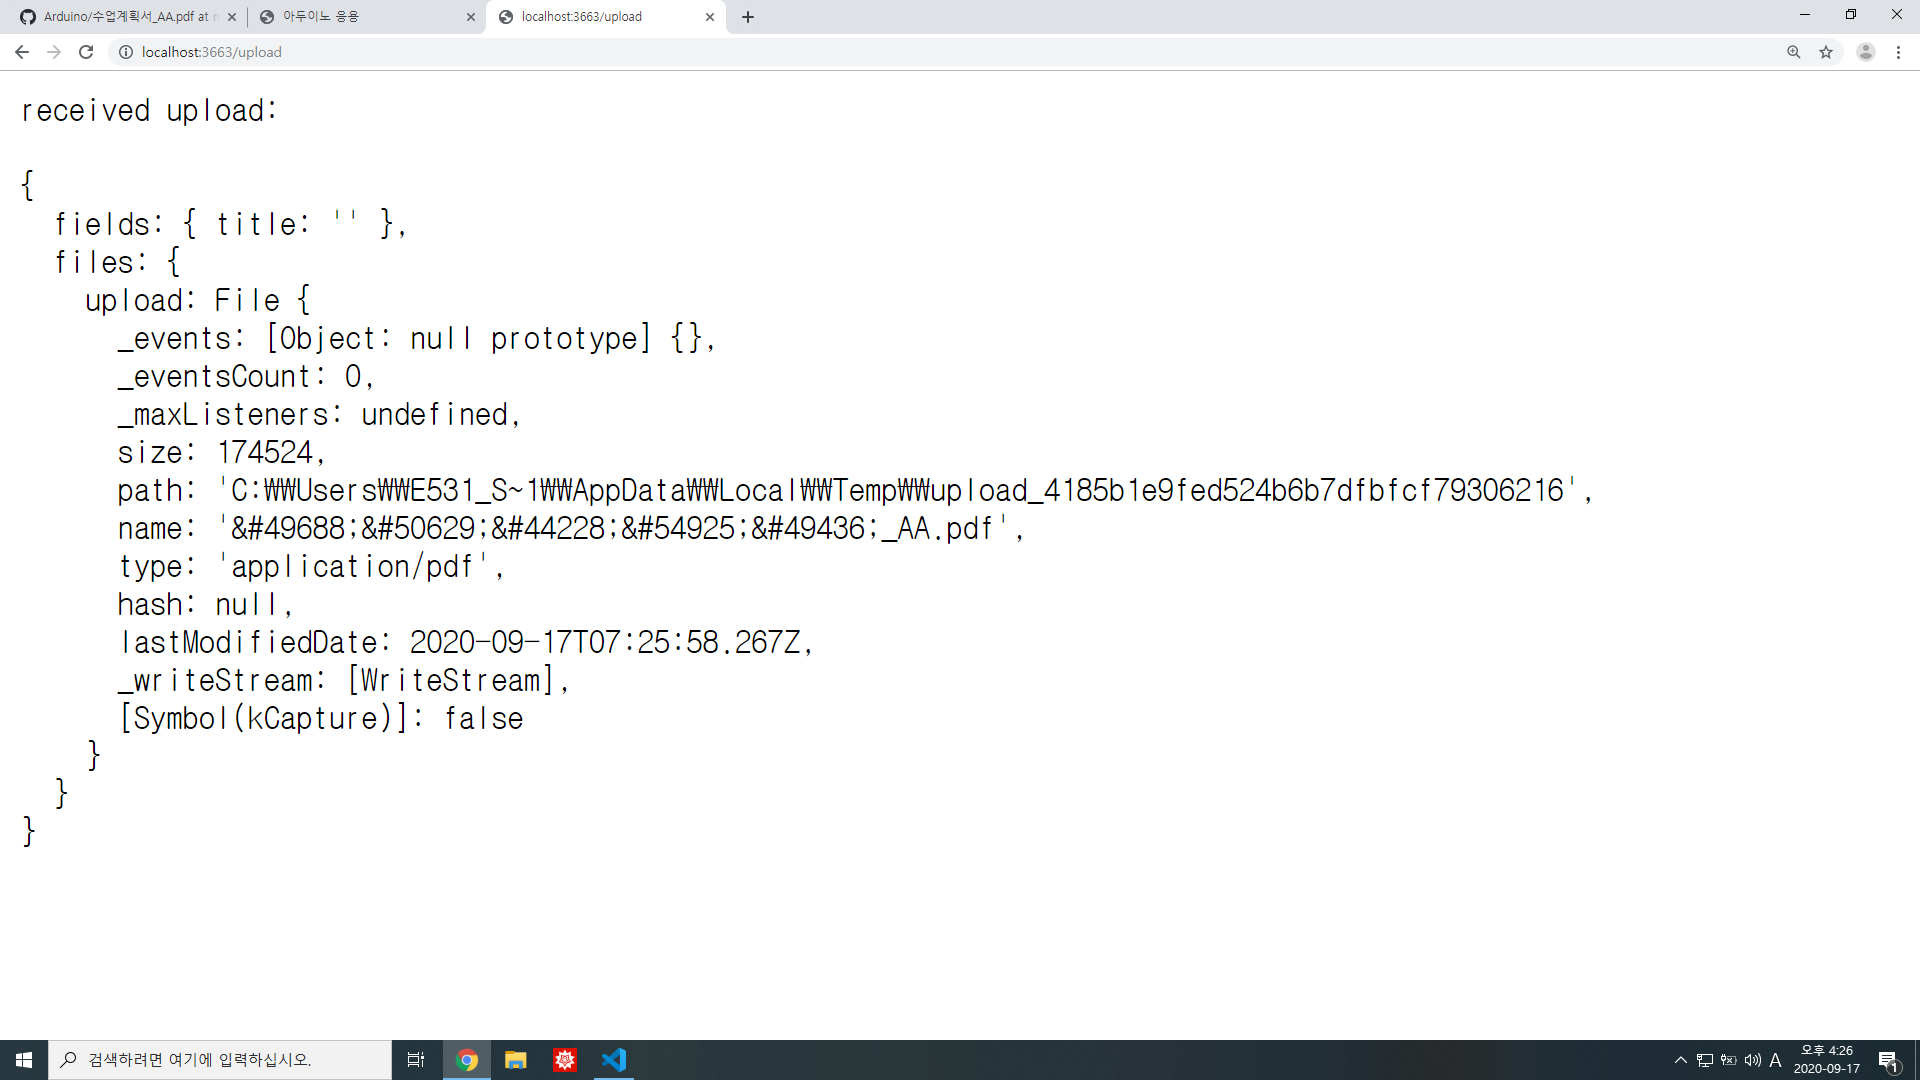 Arduino/수업계획서_AA.pdf at
아두이노 응용
localhost:3663/upload
localhost:3663/upload
received upload:
{
  fields: { title: '' },
  files: {
    upload: File {
      _events: [Object: null prototype] {},
      _eventsCount: 0,
      _maxListeners: undefined,
      size: 174524,
      path: 'C:₩₩Users₩₩E531_S~1₩₩AppData₩₩Local₩₩Temp₩₩upload_4185b1e9fed524b6b7dfbfcf79306216',
      name: '&#49688;&#50629;&#44228;&#54925;&#49436;_AA.pdf',
      type: 'application/pdf',
      hash: null,
      lastModifiedDate: 2020-09-17T07:25:58.267Z,
      _writeStream: [WriteStream],
      [Symbol(kCapture)]: false
    }
  }
}
검색하려면 여기에 입력하십시오.
A
오후 4:26
2020-09-17
1